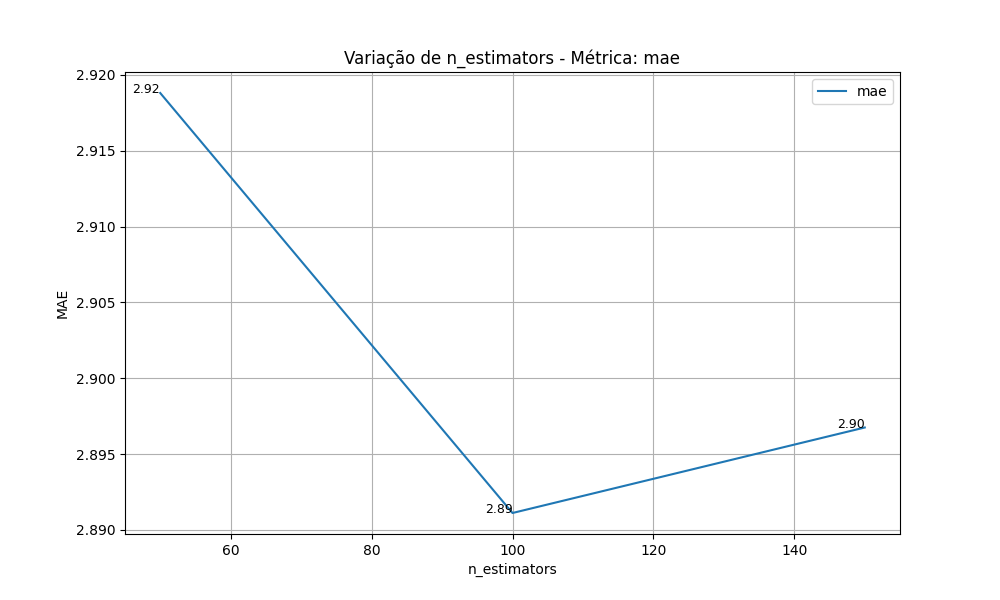 Variação de n_estimators - Métrica: mae
mae
MAE
2.920
2.915
2.910
2.905
2.900
2.895
2.890
2.92
2.89
2.90
60 80 100 120 140
n_estimators